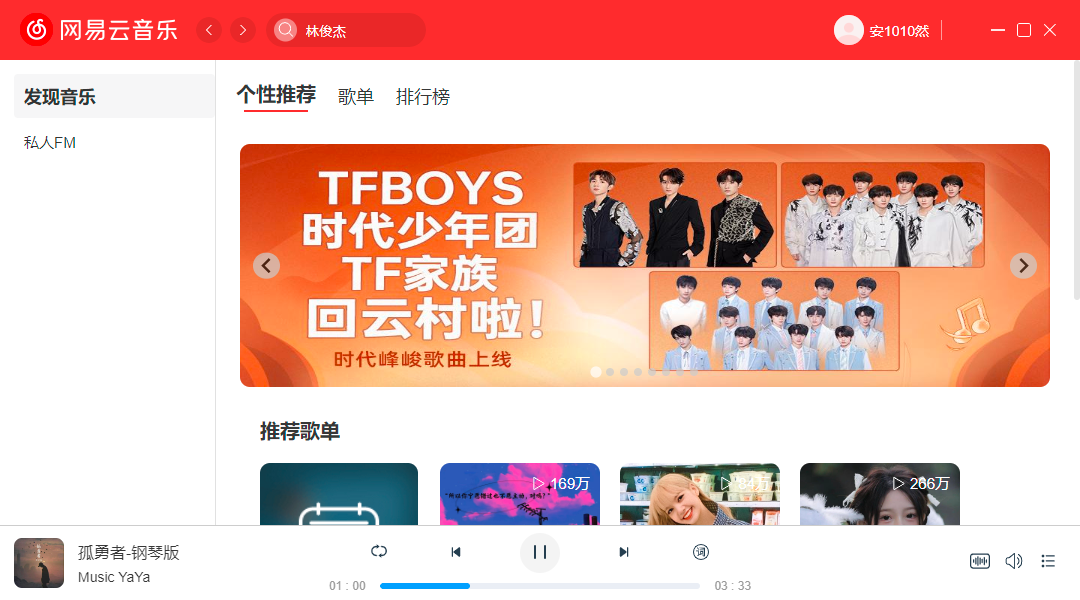 网易云音乐
林俊杰
安1010然
发现音乐
私人FM
个性推荐
歌单
排行榜
TFBOYS
时代少年团
TF家族
回云村啦！
时代峰峻歌曲上线
推荐歌单
169万
84万
266万
孤勇者-钢琴版
Music YaYa
词
01 : 00
03 : 33